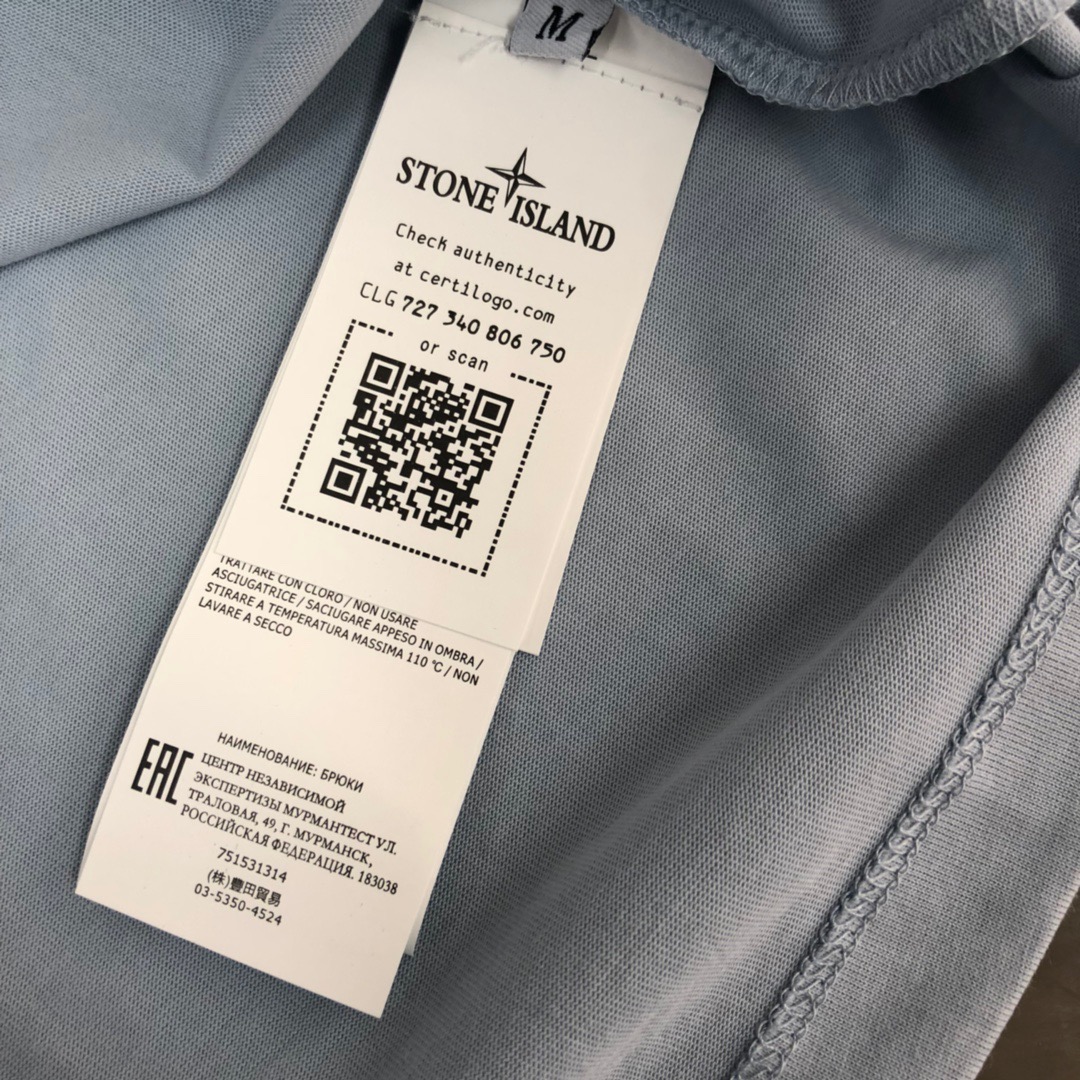 M
STONE ISLAND
Check authenticity
at certilogo.com
CLG 727 340 806 750
or scan
TRATTARE CON CLORO / NON USARE
ASCIUGATRICE / SACIUGARE APPESO IN OMBRA /
STIRARE A TEMPERATURA MASSIMA 110 °C / NON
LAVARE A SECCO
НАИМЕНОВАНИЕ: БРЮКИ
EAC
ЦЕНТР НЕЗАВИСИМОЙ
ЭКСПЕРТИЗЫ МУРМАНТЕСТ УЛ.
ТРАЛОВАЯ, 49, Г. МУРМАНСК,
РОССИЙСКАЯ ФЕДЕРАЦИЯ. 183038
751531314
(株)豊田貿易
03-5350-4524